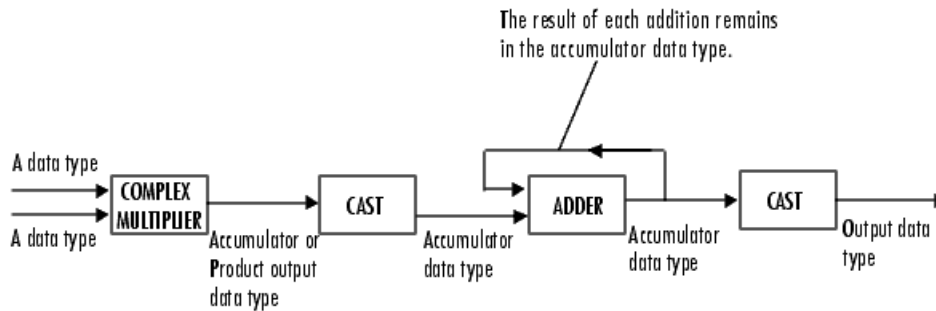 The result of each addition remains
in the accumulator data type.
A data type
COMPLEX
MULTIPLIER
A data type
Accumulator or
Product output
data type
CAST
Accumulator
data type
ADDER
Accumulator
data type
CAST
Output data
type